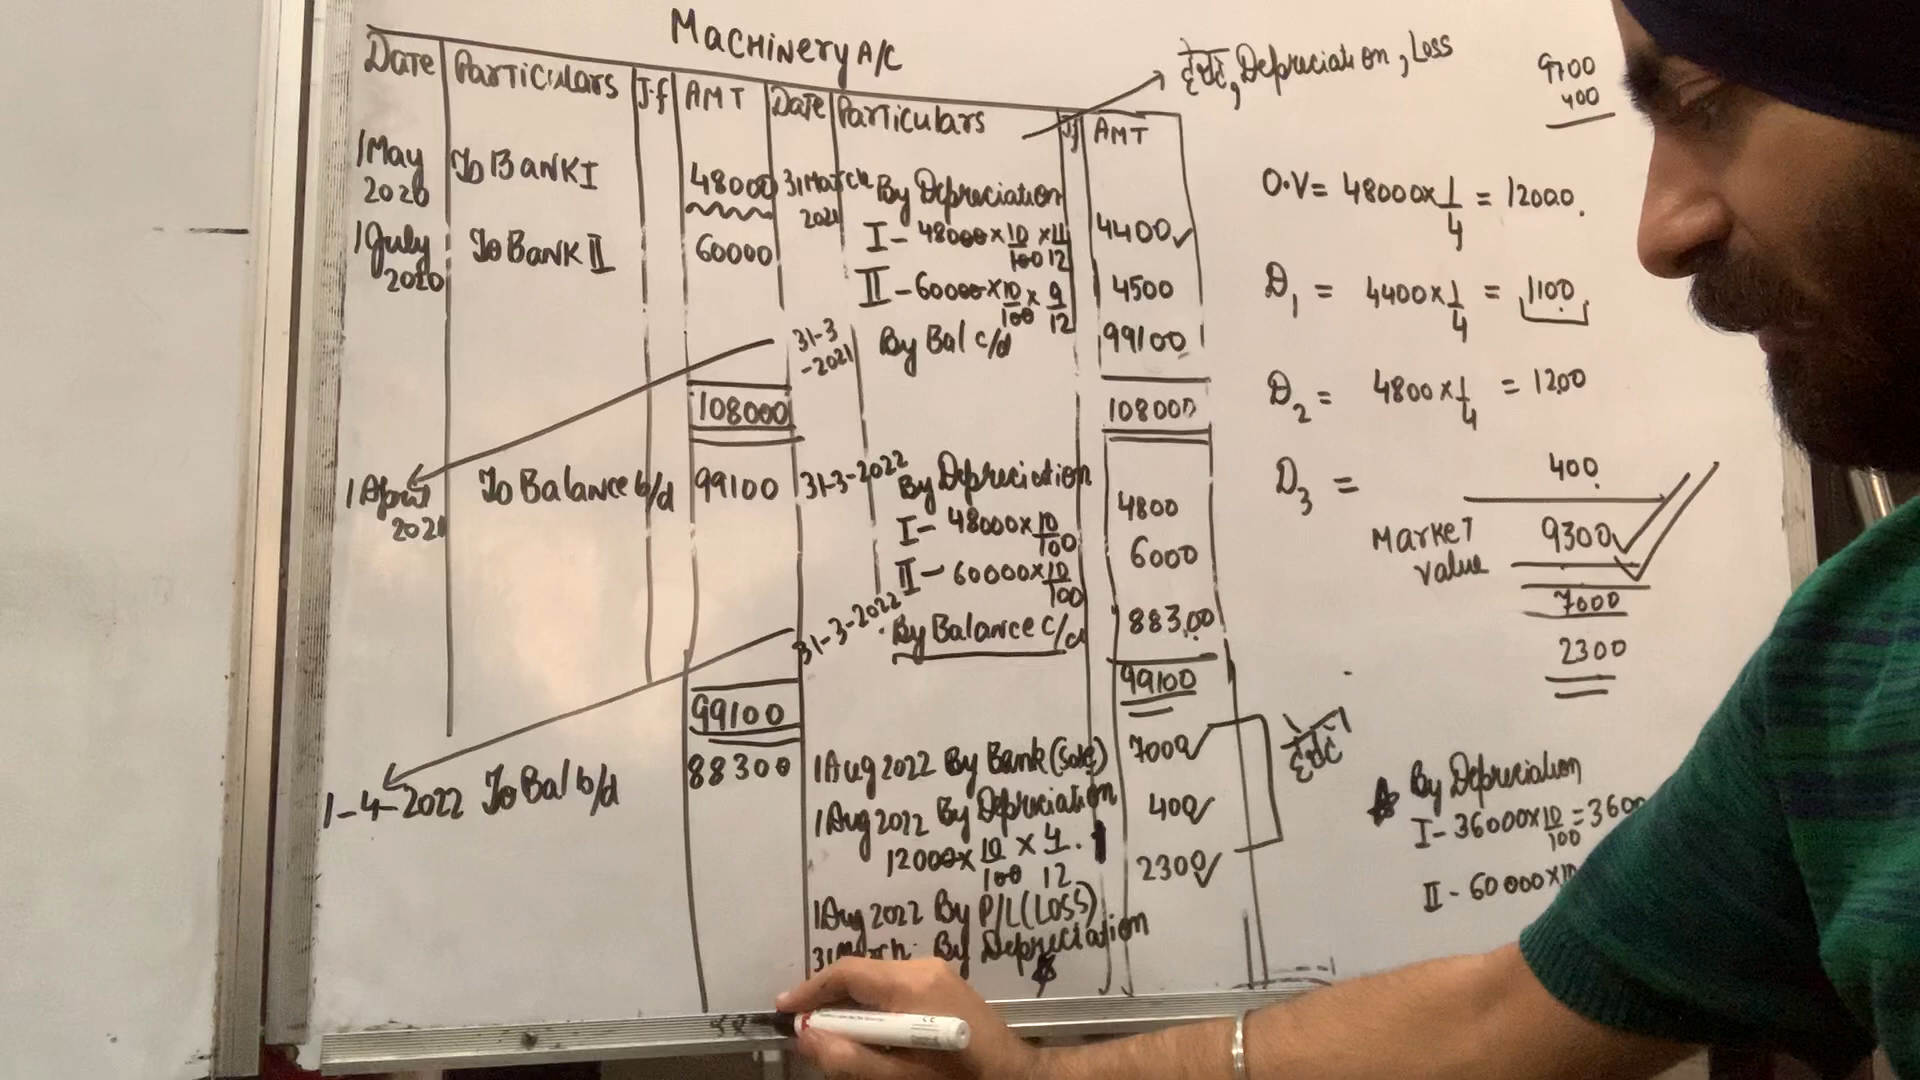 Machinery A/C
Date Particulars J.f AMT Date Particulars Jf AMT
1 May 2020 To Bank I 48000
1 July 2020 To Bank II 60000
31 March 2021 By Depreciation
I - 48000 × 10/100 × 11/12 4400 ✓
II - 60000 × 10/100 × 9/12 4500
31-3-2021 By Bal c/d 99100
108000 108000
1 April 2021 To Balance b/d 99100
31-3-2022 By Depreciation
I - 48000 × 10/100 4800
II - 60000 × 10/100 6000
31-3-2022 By Balance c/d 88300
99100 99100
1-4-2022 To Bal b/d 88300
1 Aug 2022 By Bank (Sale) 7000 ✓
1 Aug 2022 By Depreciation 400 ✓
12000 × 10/100 × 4/12
1 Aug 2022 By P/L (Loss) 2300 ✓
31 March By Depreciation
Depreciation, Loss
9700
400
O.V = 48000 × 1/4 = 12000
D1 = 4400 × 1/4 = 1100
D2 = 4800 × 1/4 = 1200
D3 = 400
Market value 9300 ✓
7000
2300
By Depreciation
I - 36000 × 10/100 = 360
II - 60000 × 10